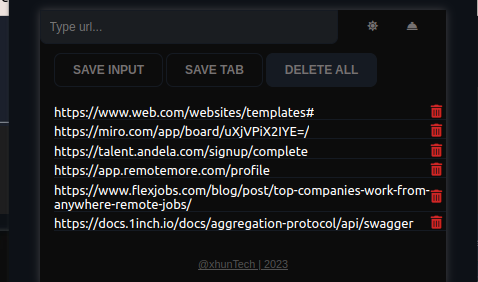 Type url...
SAVE INPUT SAVE TAB DELETE ALL
https://www.web.com/websites/templates#
https://miro.com/app/board/uXjVPiX2IYE=/
https://talent.andela.com/signup/complete
https://app.remotemore.com/profile
https://www.flexjobs.com/blog/post/top-companies-work-from-
anywhere-remote-jobs/
https://docs.1inch.io/docs/aggregation-protocol/api/swagger
@xhunTech | 2023